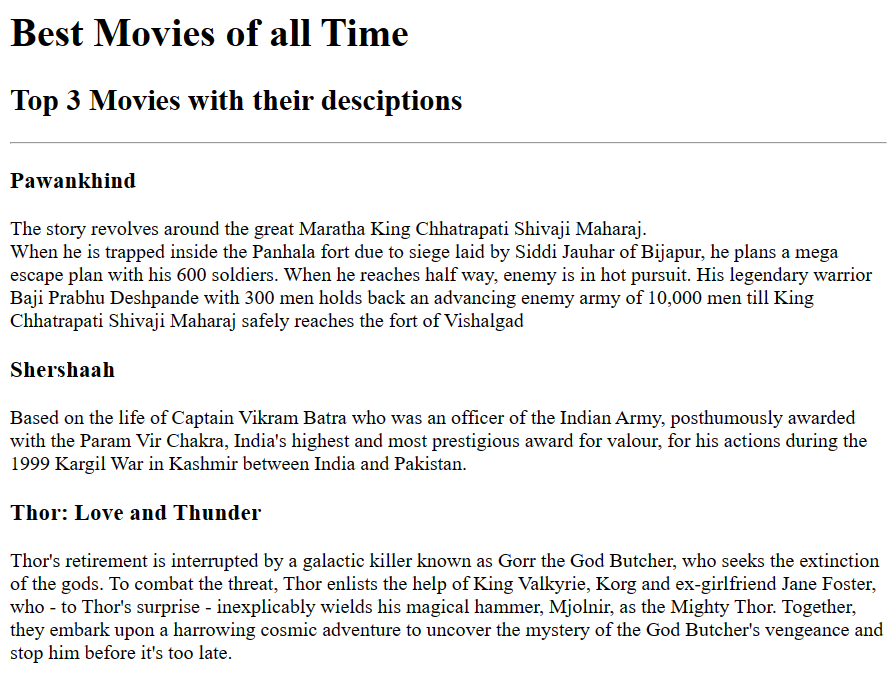 Best Movies of all Time
Top 3 Movies with their desciptions
Pawankhind
The story revolves around the great Maratha King Chhatrapati Shivaji Maharaj.
When he is trapped inside the Panhala fort due to siege laid by Siddi Jauhar of Bijapur, he plans a mega
escape plan with his 600 soldiers. When he reaches half way, enemy is in hot pursuit. His legendary warrior
Baji Prabhu Deshpande with 300 men holds back an advancing enemy army of 10,000 men till King
Chhatrapati Shivaji Maharaj safely reaches the fort of Vishalgad
Shershaah
Based on the life of Captain Vikram Batra who was an officer of the Indian Army, posthumously awarded
with the Param Vir Chakra, India's highest and most prestigious award for valour, for his actions during the
1999 Kargil War in Kashmir between India and Pakistan.
Thor: Love and Thunder
Thor's retirement is interrupted by a galactic killer known as Gorr the God Butcher, who seeks the extinction
of the gods. To combat the threat, Thor enlists the help of King Valkyrie, Korg and ex-girlfriend Jane Foster,
who - to Thor's surprise - inexplicably wields his magical hammer, Mjolnir, as the Mighty Thor. Together,
they embark upon a harrowing cosmic adventure to uncover the mystery of the God Butcher's vengeance and
stop him before it's too late.